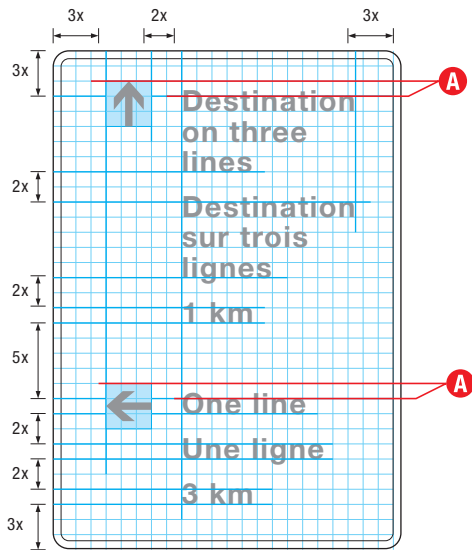 3x 2x 3x
3x
A
Destination
on three
lines
2x
Destination
sur trois
lignes
2x
1 km
5x
A
One line
2x
Une ligne
2x
3 km
3x